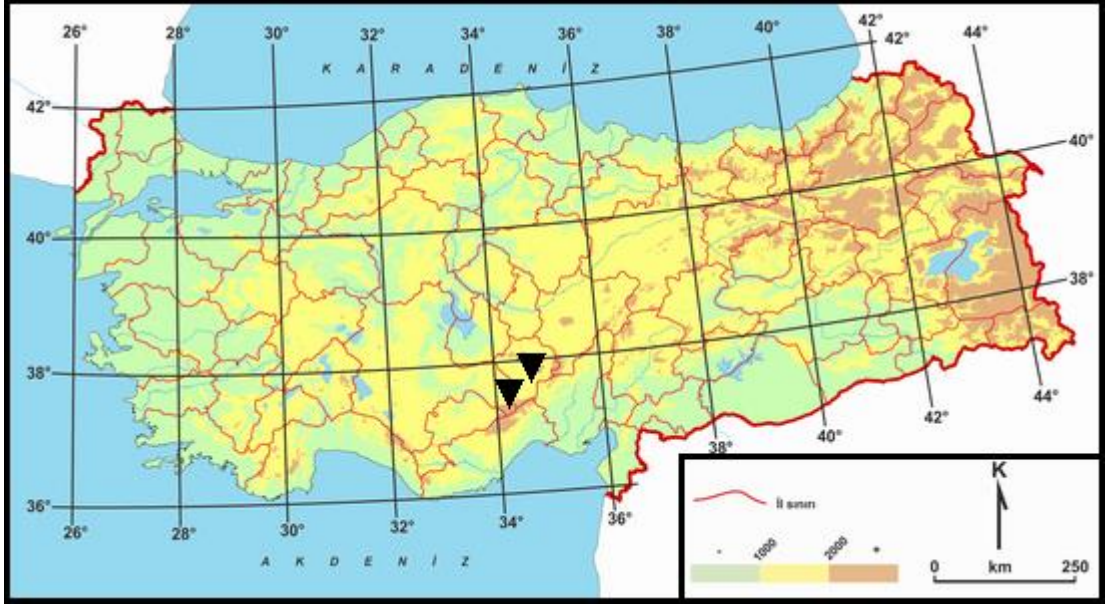 26° 28° 30° 32° 34° 36° 38° 40° 42° 44°
42°
K A R A D E N İ Z
42° 40°
40° 38°
38°
36°
26° 28° 30° 32° 34° 36° 38° 40° 42° 44°
A K D E N İ Z
K
İl sınırı
- 1000 2000 +
0 km 250